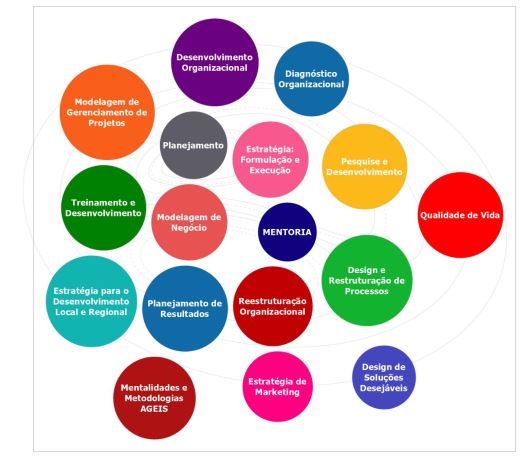 Desenvolvimento
Organizacional
Diagnóstico
Organizacional
Modelagem de
Gerenciamento de
Projetos
Planejamento
Estratégia:
Formulação e
Execução
Pesquise e
Desenvolvimento
Treinamento e
Desenvolvimento
Modelagem de
Negócio
MENTORIA
Qualidade de Vida
Estratégia para o
Desenvolvimento
Local e Regional
Planejamento de
Resultados
Reestruturação
Organizacional
Design e
Restruturação de
Processos
Mentalidades e
Metodologias
AGEIS
Estratégia de
Marketing
Design de
Soluções
Desejáveis